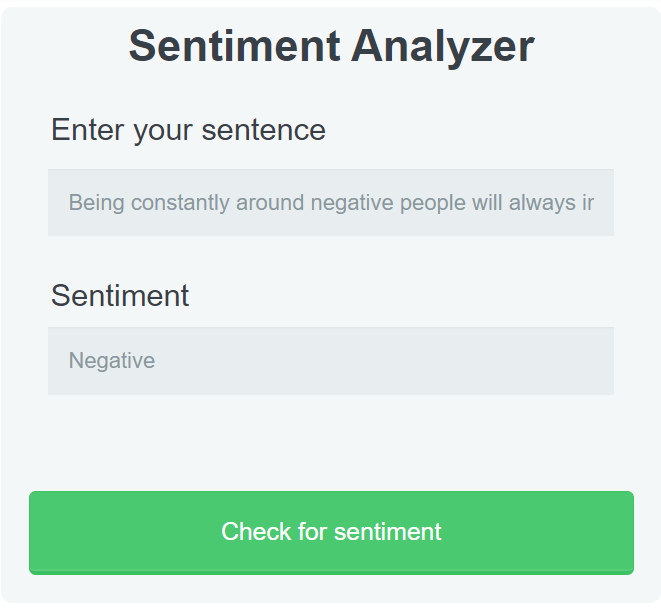 Sentiment Analyzer
Enter your sentence
Being constantly around negative people will always
Sentiment
Negative
Check for sentiment